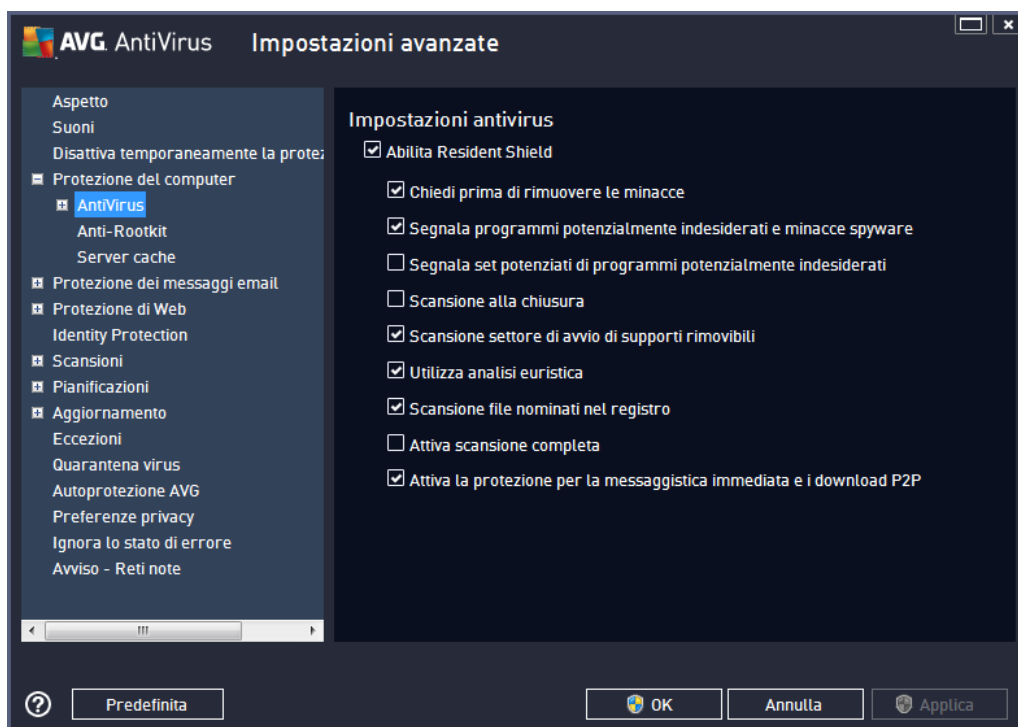 AVG. AntiVirus Impostazioni avanzate
Aspetto
Suoni
Disattiva temporaneamente la protez
Protezione del computer
AntiVirus
Anti-Rootkit
Server cache
Protezione dei messaggi email
Protezione di Web
Identity Protection
Scansioni
Pianificazioni
Aggiornamento
Eccezioni
Quarantena virus
Autoprotezione AVG
Preferenze privacy
Ignora lo stato di errore
Avviso - Reti note
Impostazioni antivirus
Abilita Resident Shield
Chiedi prima di rimuovere le minacce
Segnala programmi potenzialmente indesiderati e minacce spyware
Segnala set potenziati di programmi potenzialmente indesiderati
Scansione alla chiusura
Scansione settore di avvio di supporti rimovibili
Utilizza analisi euristica
Scansione file nominati nel registro
Attiva scansione completa
Attiva la protezione per la messaggistica immediata e i download P2P
Predefinita
OK
Annulla
Applica